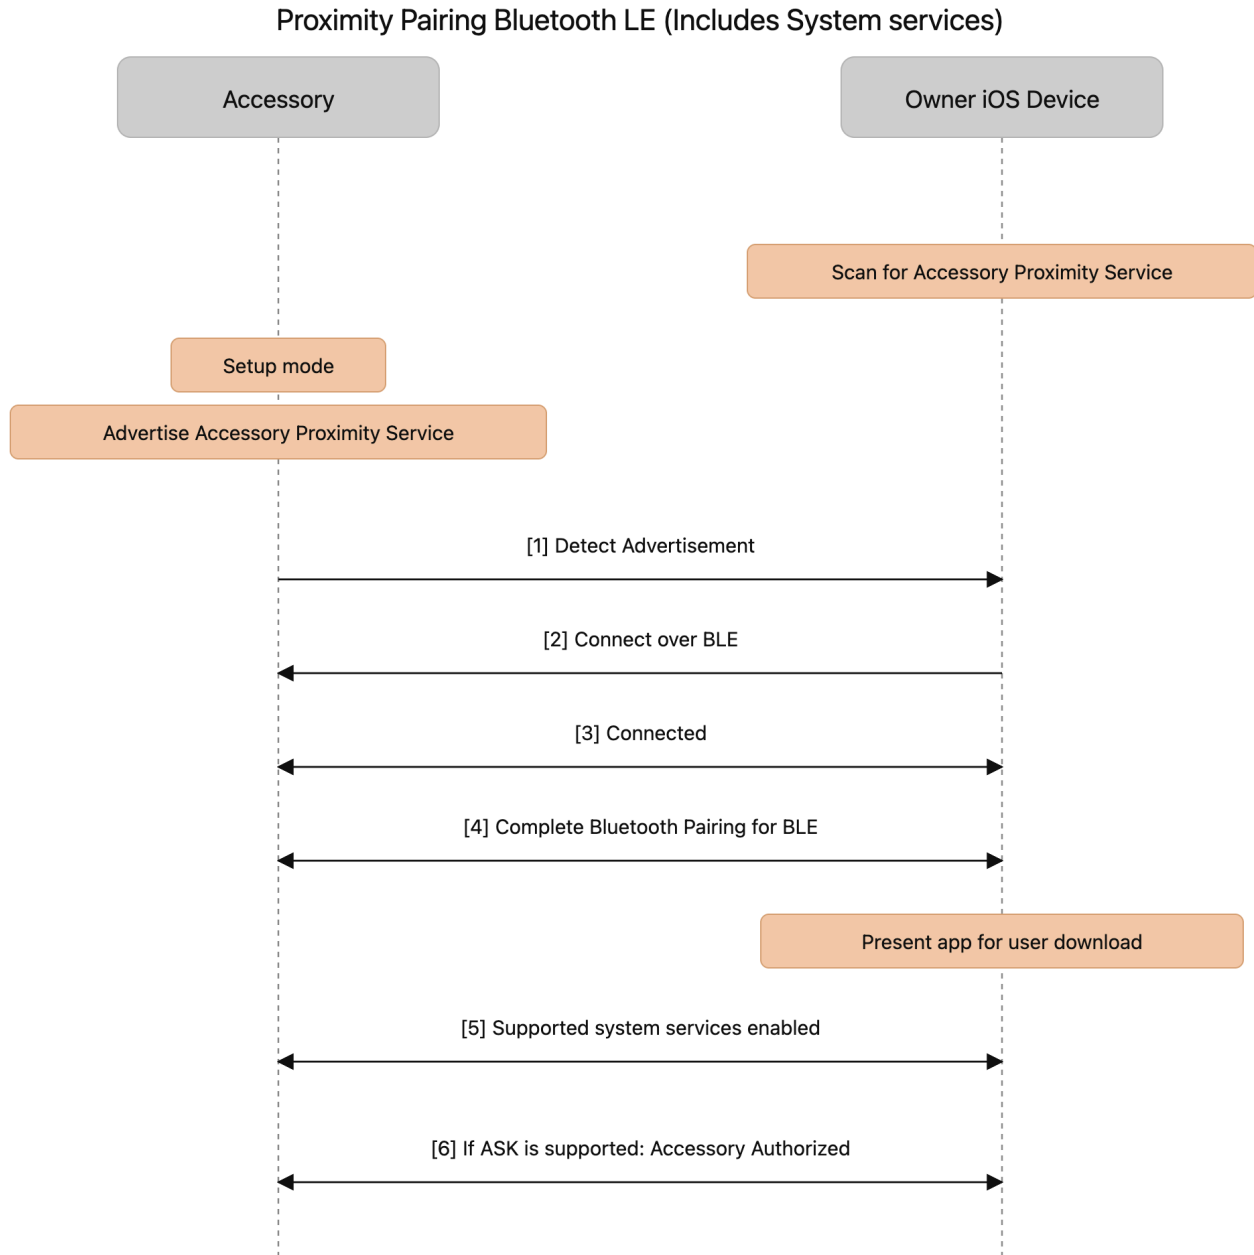 Proximity Pairing Bluetooth LE (Includes System services)
Accessory
Owner iOS Device
Scan for Accessory Proximity Service
Setup mode
Advertise Accessory Proximity Service
[1] Detect Advertisement
[2] Connect over BLE
[3] Connected
[4] Complete Bluetooth Pairing for BLE
Present app for user download
[5] Supported system services enabled
[6] If ASK is supported: Accessory Authorized